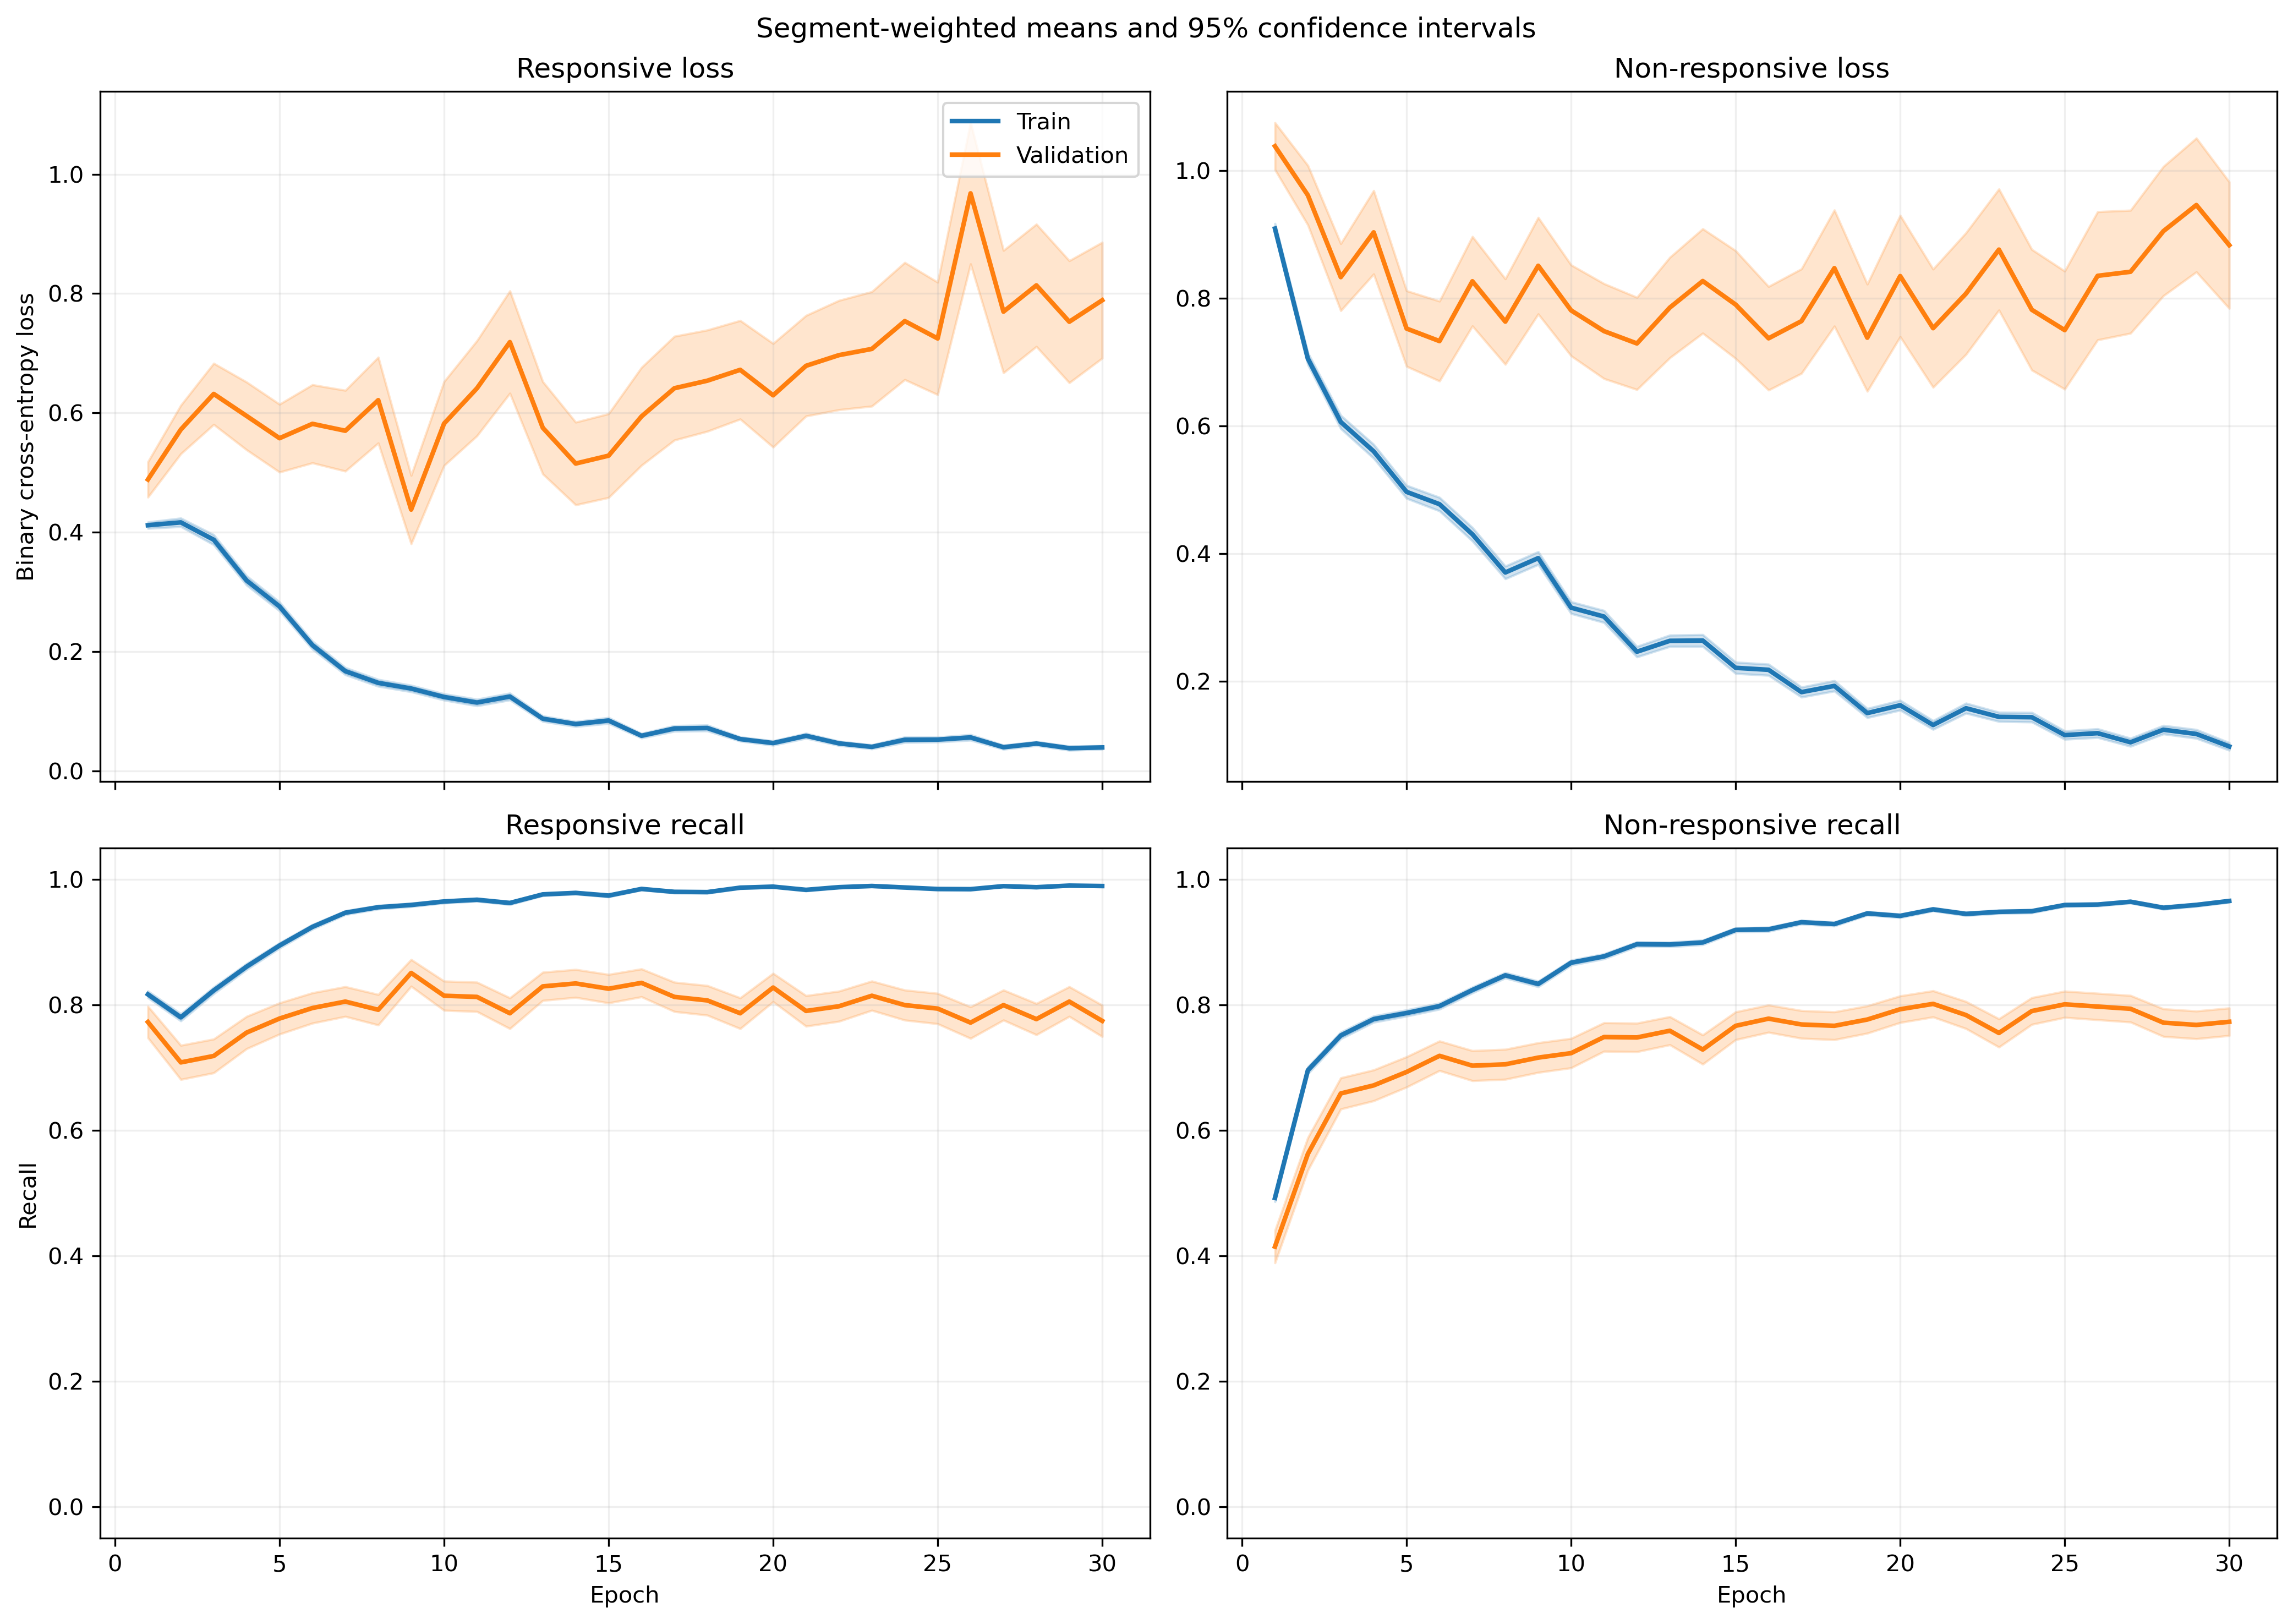 Segment-weighted means and 95% confidence intervals
Responsive loss
Non-responsive loss
Train
Validation
Binary cross-entropy loss
1.0
0.8
0.6
0.4
0.2
0.0
1.0
0.8
0.6
0.4
0.2
Responsive recall
Non-responsive recall
Recall
1.0
0.8
0.6
0.4
0.2
0.0
0 5 10 15 20 25 30
Epoch
1.0
0.8
0.6
0.4
0.2
0.0
0 5 10 15 20 25 30
Epoch